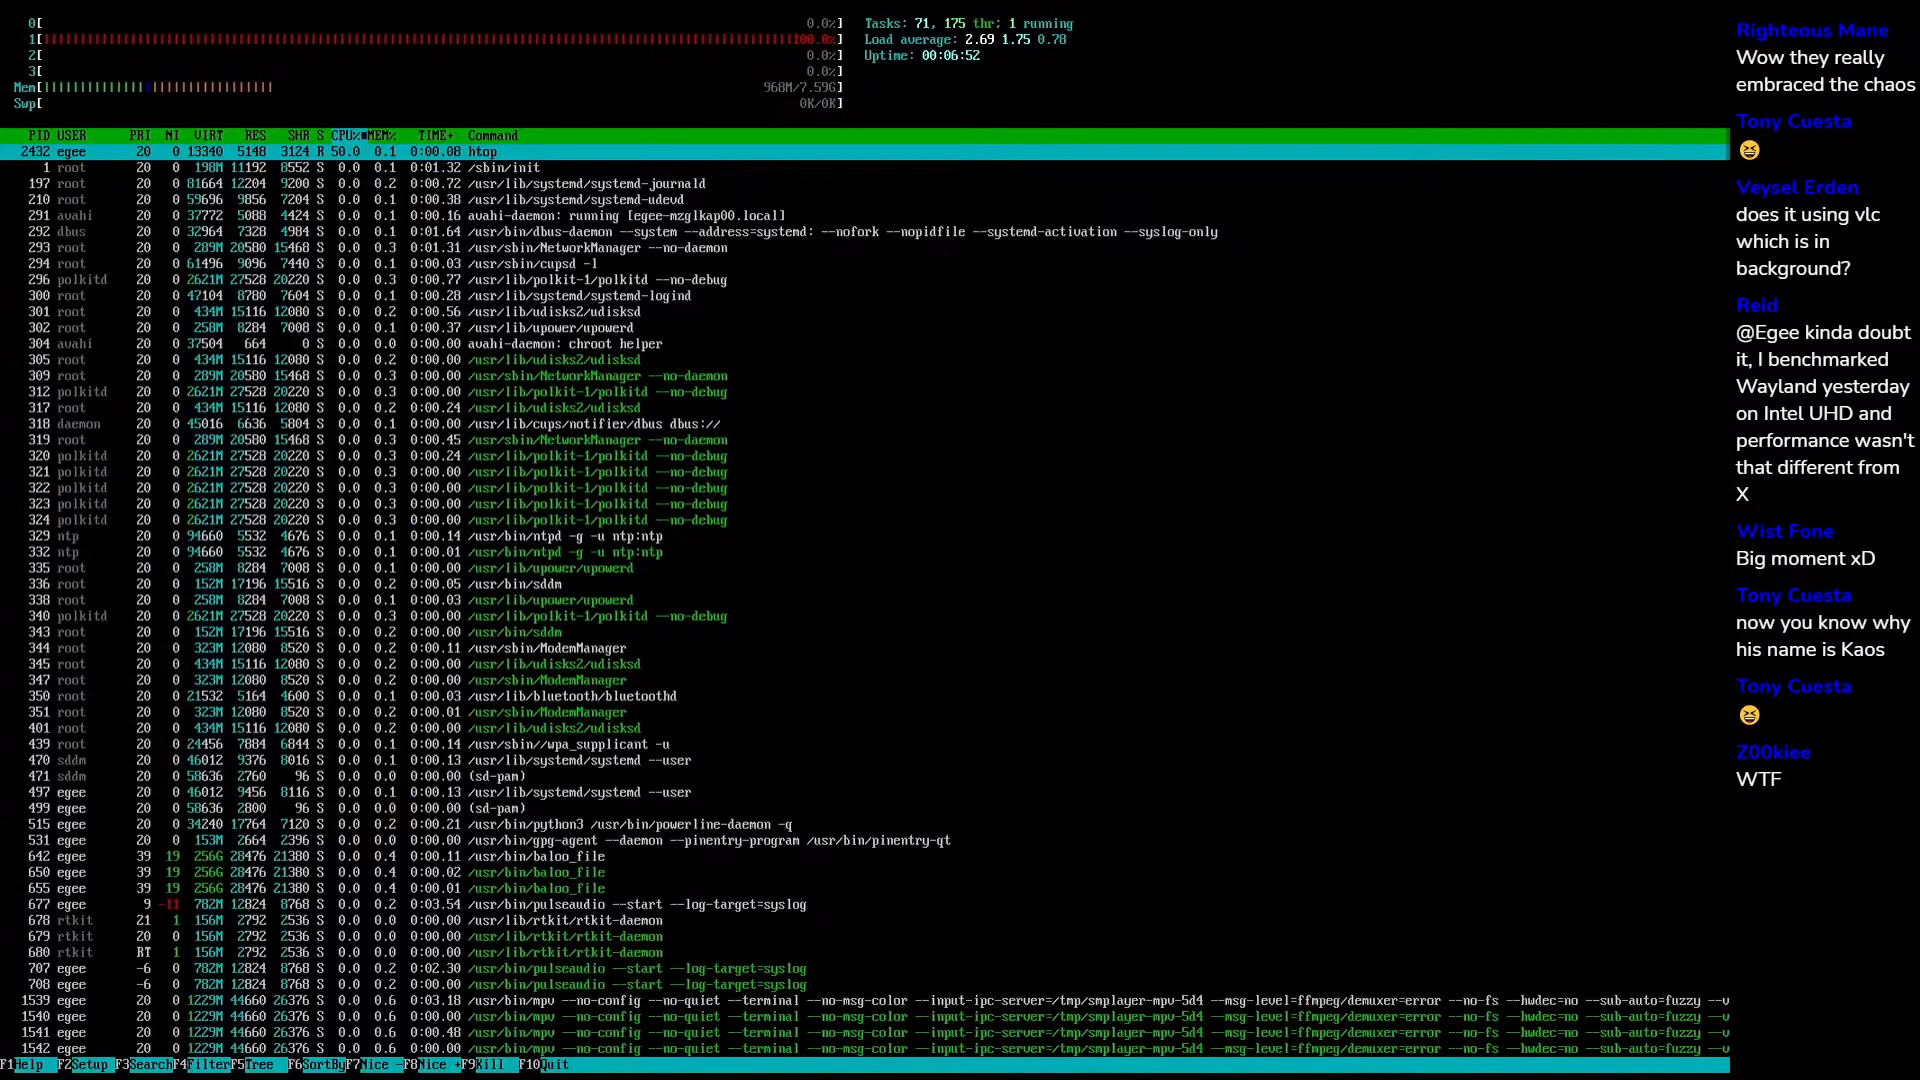 0[ 0.0%] Tasks: 71, 175 thr; 1 running
1[|||||||||||||||||||||||||||||||||||||||||||||||||||||||||||||||||||||||||||||||||||||||||||||||||||||100.0%] Load average: 2.69 1.75 0.78
2[ 0.0%] Uptime: 00:06:52
3[ 0.0%]
Mem[||||||||||||||||||||||||||||||||| 968M/7.59G]
Swp[ 0K/0K]
PID USER PRI NI VIRT RES SHR S CPU% MEM% TIME+ Command
2432 egee 20 0 13340 5148 3124 R 50.0 0.1 0:00.08 htop
1 root 20 0 198M 11192 8552 S 0.0 0.1 0:01.32 /sbin/init
197 root 20 0 81664 12204 9200 S 0.0 0.2 0:00.72 /usr/lib/systemd/systemd-journald
210 root 20 0 59696 9856 7204 S 0.0 0.1 0:00.38 /usr/lib/systemd/systemd-udevd
291 avahi 20 0 37772 5088 4424 S 0.0 0.1 0:00.16 avahi-daemon: running [egee-mzglkap00.local]
292 dbus 20 0 32964 7328 4984 S 0.0 0.1 0:01.64 /usr/bin/dbus-daemon --system --address=systemd: --nofork --nopidfile --systemd-activation --syslog-only
293 root 20 0 289M 20580 15468 S 0.0 0.3 0:01.31 /usr/sbin/NetworkManager --no-daemon
294 root 20 0 61496 9096 7440 S 0.0 0.1 0:00.03 /usr/sbin/cupsd -l
296 polkitd 20 0 2621M 27528 20220 S 0.0 0.3 0:00.77 /usr/lib/polkit-1/polkitd --no-debug
300 root 20 0 47104 8780 7604 S 0.0 0.1 0:00.28 /usr/lib/systemd/systemd-logind
301 root 20 0 434M 15116 12080 S 0.0 0.2 0:00.56 /usr/lib/udisks2/udisksd
302 root 20 0 258M 8284 7008 S 0.0 0.1 0:00.37 /usr/lib/upower/upowerd
304 avahi 20 0 37504 664 0 S 0.0 0.0 0:00.00 avahi-daemon: chroot helper
305 root 20 0 434M 15116 12080 S 0.0 0.2 0:00.00 /usr/lib/udisks2/udisksd
309 root 20 0 289M 20580 15468 S 0.0 0.3 0:00.00 /usr/sbin/NetworkManager --no-daemon
312 polkitd 20 0 2621M 27528 20220 S 0.0 0.3 0:00.00 /usr/lib/polkit-1/polkitd --no-debug
317 root 20 0 434M 15116 12080 S 0.0 0.2 0:00.24 /usr/lib/udisks2/udisksd
318 daemon 20 0 45016 6636 5804 S 0.0 0.1 0:00.00 /usr/lib/cups/notifier/dbus dbus://
319 root 20 0 289M 20580 15468 S 0.0 0.3 0:00.45 /usr/sbin/NetworkManager --no-daemon
320 polkitd 20 0 2621M 27528 20220 S 0.0 0.3 0:00.24 /usr/lib/polkit-1/polkitd --no-debug
321 polkitd 20 0 2621M 27528 20220 S 0.0 0.3 0:00.00 /usr/lib/polkit-1/polkitd --no-debug
322 polkitd 20 0 2621M 27528 20220 S 0.0 0.3 0:00.00 /usr/lib/polkit-1/polkitd --no-debug
323 polkitd 20 0 2621M 27528 20220 S 0.0 0.3 0:00.00 /usr/lib/polkit-1/polkitd --no-debug
324 polkitd 20 0 2621M 27528 20220 S 0.0 0.3 0:00.00 /usr/lib/polkit-1/polkitd --no-debug
329 ntp 20 0 94660 5532 4676 S 0.0 0.1 0:00.14 /usr/bin/ntpd -g -u ntp:ntp
332 ntp 20 0 94660 5532 4676 S 0.0 0.1 0:00.01 /usr/bin/ntpd -g -u ntp:ntp
335 root 20 0 258M 8284 7008 S 0.0 0.1 0:00.00 /usr/lib/upower/upowerd
336 root 20 0 152M 17196 15516 S 0.0 0.2 0:00.05 /usr/bin/sddm
338 root 20 0 258M 8284 7008 S 0.0 0.1 0:00.03 /usr/lib/upower/upowerd
340 polkitd 20 0 2621M 27528 20220 S 0.0 0.3 0:00.00 /usr/lib/polkit-1/polkitd --no-debug
343 root 20 0 152M 17196 15516 S 0.0 0.2 0:00.00 /usr/bin/sddm
344 root 20 0 323M 12080 8520 S 0.0 0.2 0:00.11 /usr/sbin/ModemManager
345 root 20 0 434M 15116 12080 S 0.0 0.2 0:00.00 /usr/lib/udisks2/udisksd
347 root 20 0 323M 12080 8520 S 0.0 0.2 0:00.00 /usr/sbin/ModemManager
350 root 20 0 21532 5164 4600 S 0.0 0.1 0:00.03 /usr/lib/bluetooth/bluetoothd
351 root 20 0 323M 12080 8520 S 0.0 0.2 0:00.01 /usr/sbin/ModemManager
401 root 20 0 434M 15116 12080 S 0.0 0.2 0:00.00 /usr/lib/udisks2/udisksd
439 root 20 0 24456 7884 6844 S 0.0 0.1 0:00.14 /usr/sbin//wpa_supplicant -u
470 sddm 20 0 46012 9376 8016 S 0.0 0.1 0:00.13 /usr/lib/systemd/systemd --user
471 sddm 20 0 58636 2760 96 S 0.0 0.0 0:00.00 (sd-pam)
497 egee 20 0 46012 9456 8116 S 0.0 0.1 0:00.13 /usr/lib/systemd/systemd --user
499 egee 20 0 58636 2800 96 S 0.0 0.0 0:00.00 (sd-pam)
515 egee 20 0 34240 17764 7120 S 0.0 0.2 0:00.21 /usr/bin/python3 /usr/bin/powerline-daemon -q
531 egee 20 0 153M 2664 2396 S 0.0 0.0 0:00.00 /usr/bin/gpg-agent --daemon --pinentry-program /usr/bin/pinentry-qt
642 egee 39 19 256G 28476 21380 S 0.0 0.4 0:00.11 /usr/bin/baloo_file
650 egee 39 19 256G 28476 21380 S 0.0 0.4 0:00.02 /usr/bin/baloo_file
655 egee 39 19 256G 28476 21380 S 0.0 0.4 0:00.01 /usr/bin/baloo_file
677 egee 9 -11 782M 12824 8768 S 0.0 0.2 0:03.54 /usr/bin/pulseaudio --start --log-target=syslog
678 rtkit 21 1 156M 2792 2536 S 0.0 0.0 0:00.00 /usr/lib/rtkit/rtkit-daemon
679 rtkit 20 0 156M 2792 2536 S 0.0 0.0 0:00.00 /usr/lib/rtkit/rtkit-daemon
680 rtkit RT 1 156M 2792 2536 S 0.0 0.0 0:00.00 /usr/lib/rtkit/rtkit-daemon
707 egee -6 0 782M 12824 8768 S 0.0 0.2 0:02.30 /usr/bin/pulseaudio --start --log-target=syslog
708 egee -6 0 782M 12824 8768 S 0.0 0.2 0:00.00 /usr/bin/pulseaudio --start --log-target=syslog
1539 egee 20 0 1229M 44660 26376 S 0.0 0.6 0:03.18 /usr/bin/mpv --no-config --no-quiet --terminal --no-msg-color --input-ipc-server=/tmp/smplayer-mpv-5d4 --msg-level=ffmpeg/demuxer=error --no-fs --hwdec=no --sub-auto=fuzzy --v
1540 egee 20 0 1229M 44660 26376 S 0.0 0.6 0:00.00 /usr/bin/mpv --no-config --no-quiet --terminal --no-msg-color --input-ipc-server=/tmp/smplayer-mpv-5d4 --msg-level=ffmpeg/demuxer=error --no-fs --hwdec=no --sub-auto=fuzzy --v
1541 egee 20 0 1229M 44660 26376 S 0.0 0.6 0:00.48 /usr/bin/mpv --no-config --no-quiet --terminal --no-msg-color --input-ipc-server=/tmp/smplayer-mpv-5d4 --msg-level=ffmpeg/demuxer=error --no-fs --hwdec=no --sub-auto=fuzzy --v
1542 egee 20 0 1229M 44660 26376 S 0.0 0.6 0:00.00 /usr/bin/mpv --no-config --no-quiet --terminal --no-msg-color --input-ipc-server=/tmp/smplayer-mpv-5d4 --msg-level=ffmpeg/demuxer=error --no-fs --hwdec=no --sub-auto=fuzzy --v
F1Help F2Setup F3SearchF4FilterF5Tree F6SortByF7Nice -F8Nice +F9Kill F10Quit
Righteous Mane
Wow they really
embraced the chaos
Tony Cuesta
😆
Veysel Erden
does it using vlc
which is in
background?
Reid
@Egee kinda doubt
it, I benchmarked
Wayland yesterday
on Intel UHD and
performance wasn't
that different from
X
Wist Fone
Big moment xD
Tony Cuesta
now you know why
his name is Kaos
Tony Cuesta
😆
Z00kiee
WTF